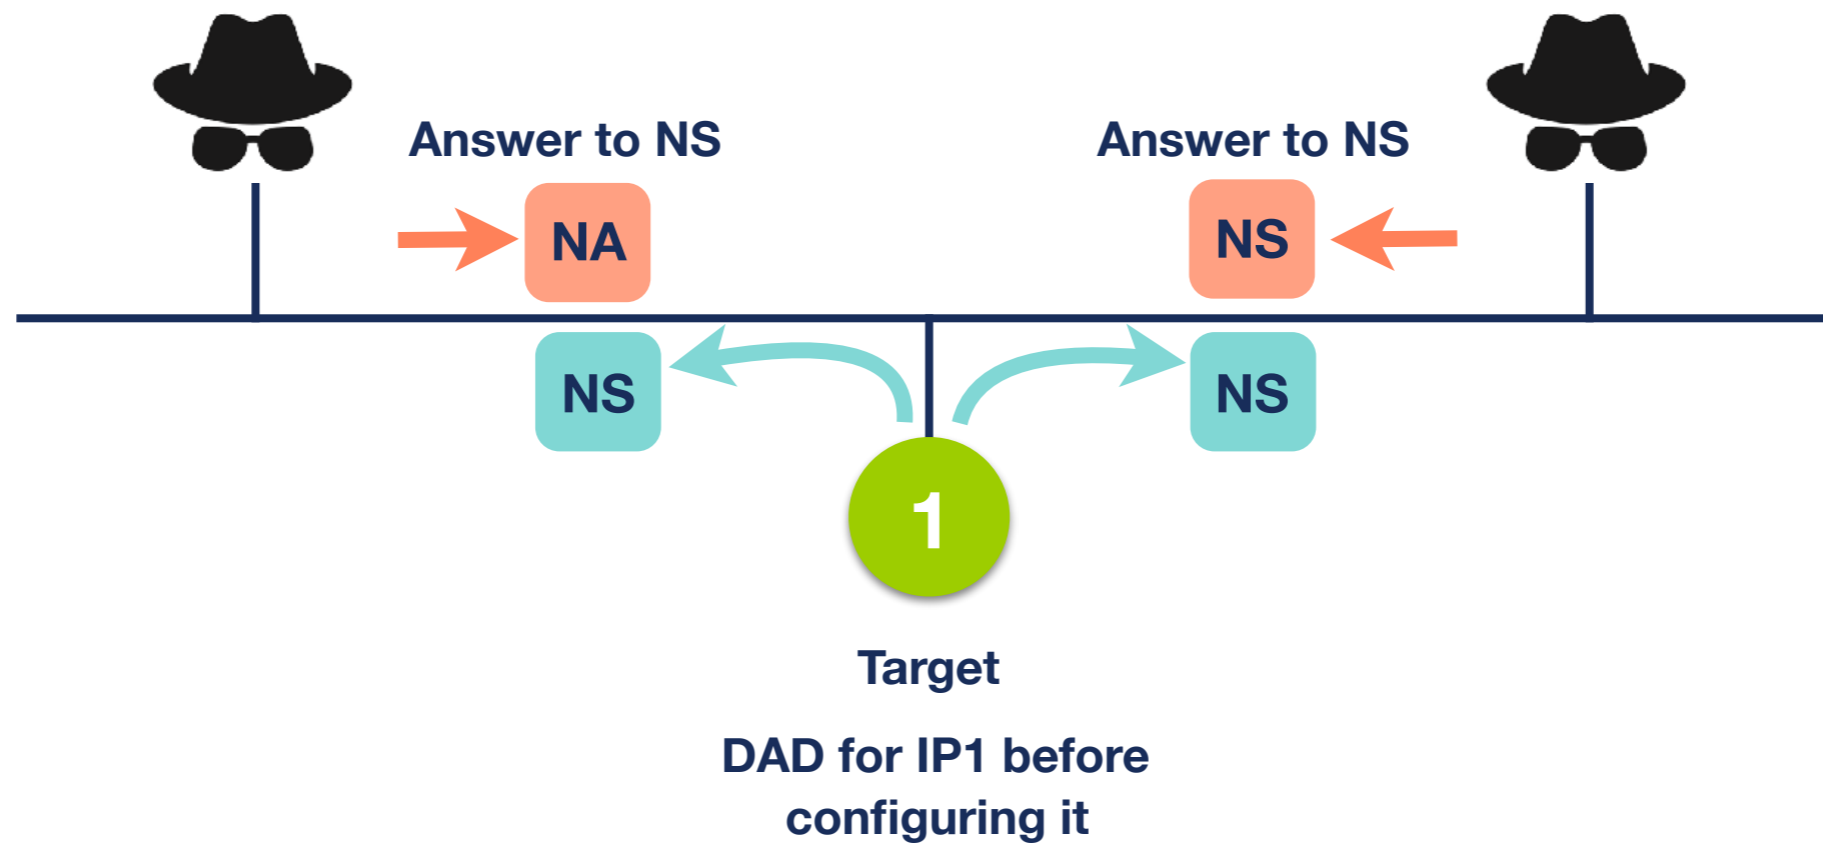 Answer to NS
Answer to NS
NA
NS
NS
NS
1
Target
DAD for IP1 before
configuring it